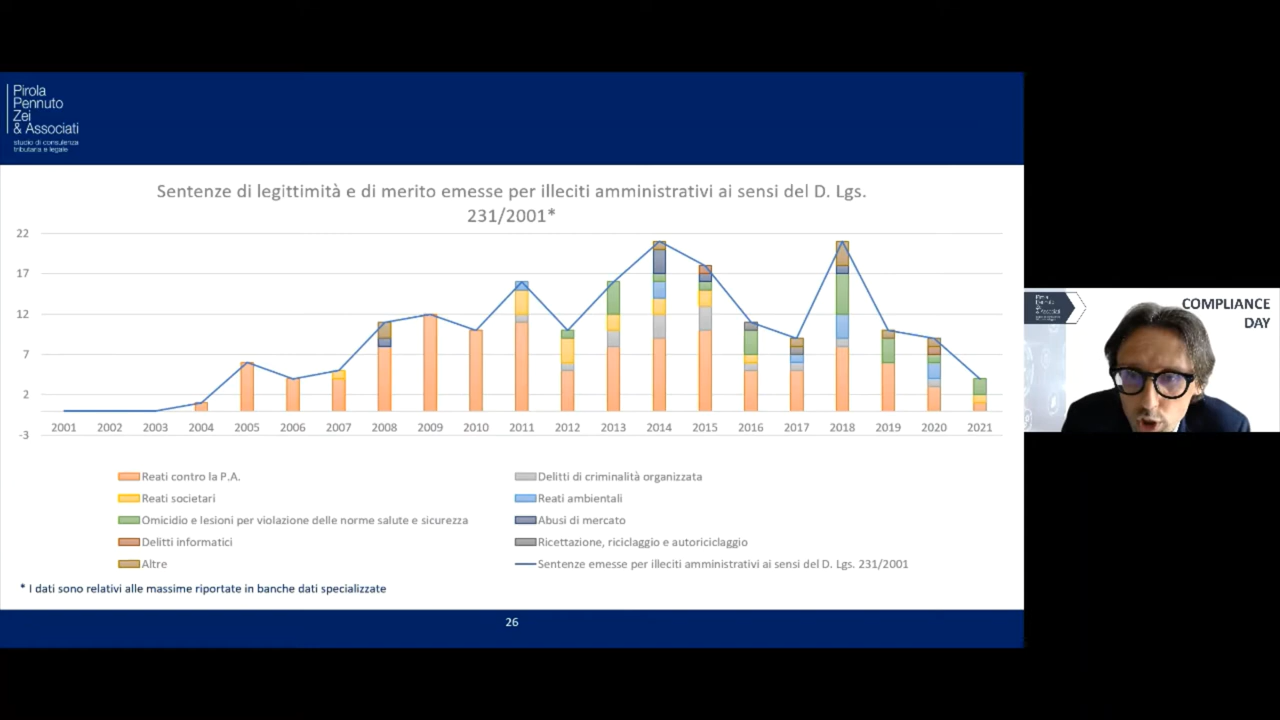 Pirola
Pennuto
Zei
& Associati
studio di consulenza
tributaria e legale
Sentenze di legittimità e di merito emesse per illeciti amministrativi ai sensi del D. Lgs.
231/2001*
22
17
12
7
2
-3
2001 2002 2003 2004 2005 2006 2007 2008 2009 2010 2011 2012 2013 2014 2015 2016 2017 2018 2019 2020 2021
Reati contro la P.A.
Delitti di criminalità organizzata
Reati societari
Reati ambientali
Omicidio e lesioni per violazione delle norme salute e sicurezza
Abusi di mercato
Delitti informatici
Ricettazione, riciclaggio e autoriciclaggio
Altre
Sentenze emesse per illeciti amministrativi ai sensi del D. Lgs. 231/2001
* I dati sono relativi alle massime riportate in banche dati specializzate
26
COMPLIANCE
DAY